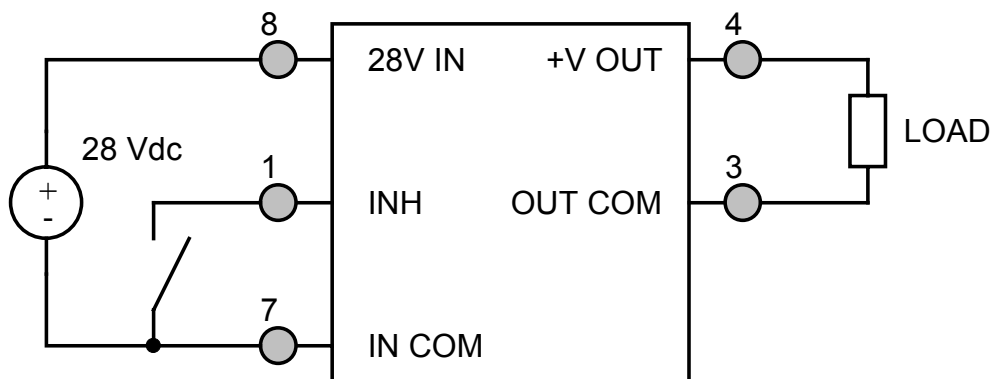 8
28V IN
+V OUT
4
28 Vdc
+
-
LOAD
1
INH
OUT COM
3
7
IN COM